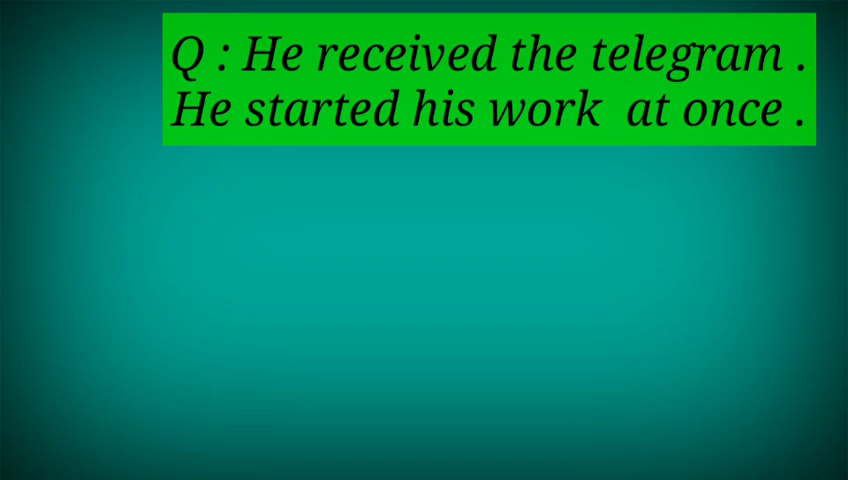 Q : He received the telegram .
He started his work at once .